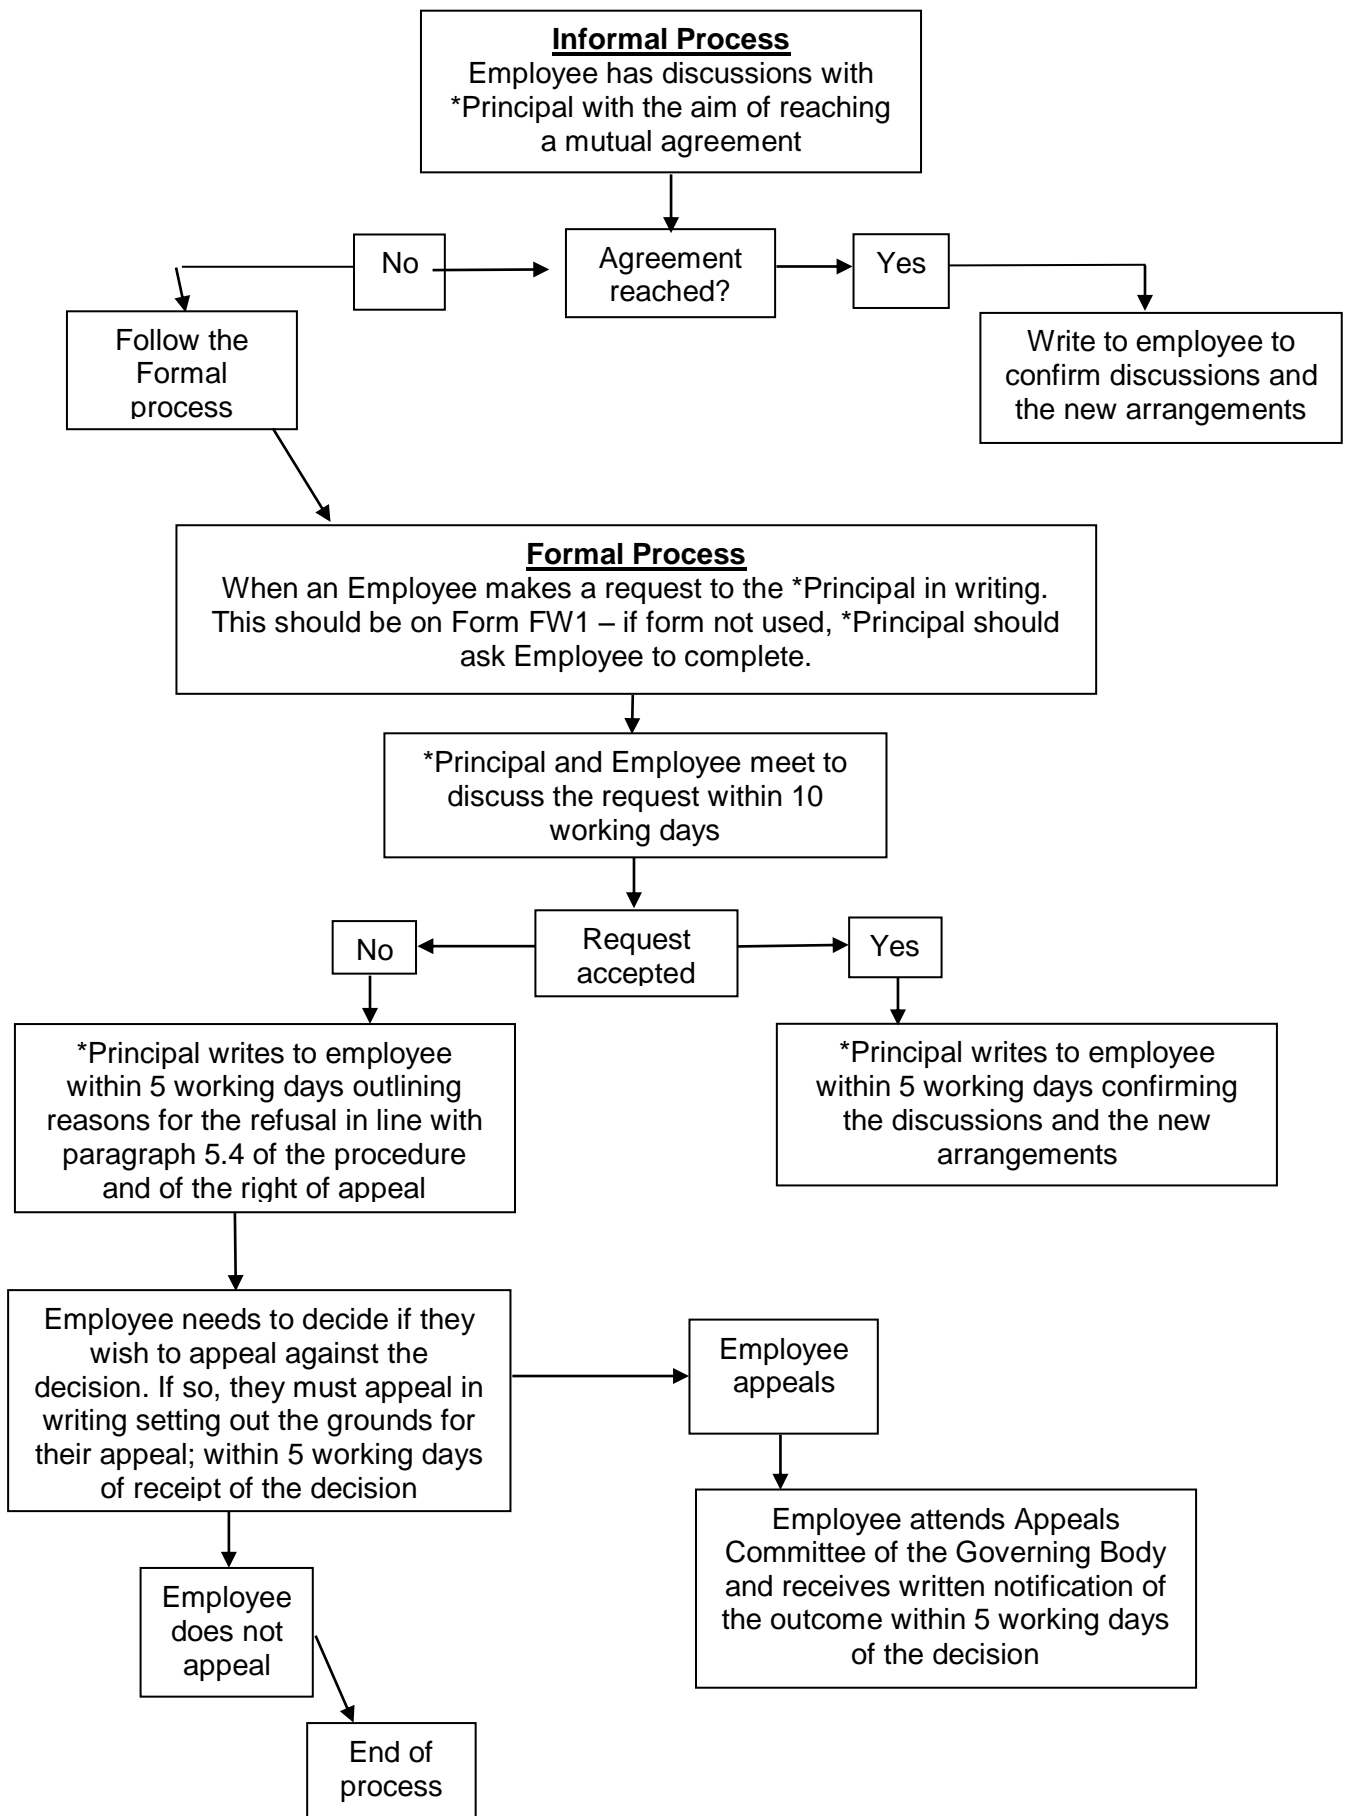 Informal Process
Employee has discussions with
*Principal with the aim of reaching
a mutual agreement
No
Agreement
reached?
Yes
Follow the
Formal
process
Write to employee to
confirm discussions and
the new arrangements
Formal Process
When an Employee makes a request to the *Principal in writing.
This should be on Form FW1 – if form not used, *Principal should
ask Employee to complete.
*Principal and Employee meet to
discuss the request within 10
working days
No
Request
accepted
Yes
*Principal writes to employee
within 5 working days outlining
reasons for the refusal in line with
paragraph 5.4 of the procedure
and of the right of appeal
*Principal writes to employee
within 5 working days confirming
the discussions and the new
arrangements
Employee needs to decide if they
wish to appeal against the
decision. If so, they must appeal in
writing setting out the grounds for
their appeal; within 5 working days
of receipt of the decision
Employee
appeals
Employee attends Appeals
Committee of the Governing Body
and receives written notification of
the outcome within 5 working days
of the decision
Employee
does not
appeal
End of
process